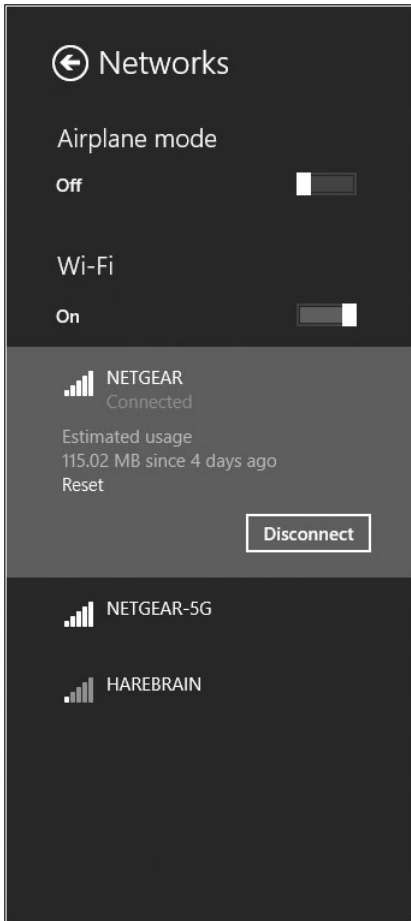 Networks
Airplane mode
Off
Wi-Fi
On
NETGEAR
Connected
Estimated usage
115.02 MB since 4 days ago
Reset
Disconnect
NETGEAR-5G
HAREBRAIN